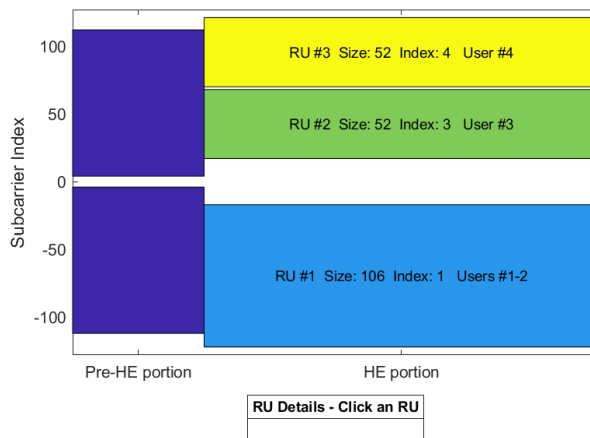 100
RU #3 Size: 52 Index: 4 User #4
50
RU #2 Size: 52 Index: 3 User #3
0
Subcarrier Index
-50
RU #1 Size: 106 Index: 1 Users #1-2
-100
Pre-HE portion
HE portion
RU Details - Click an RU